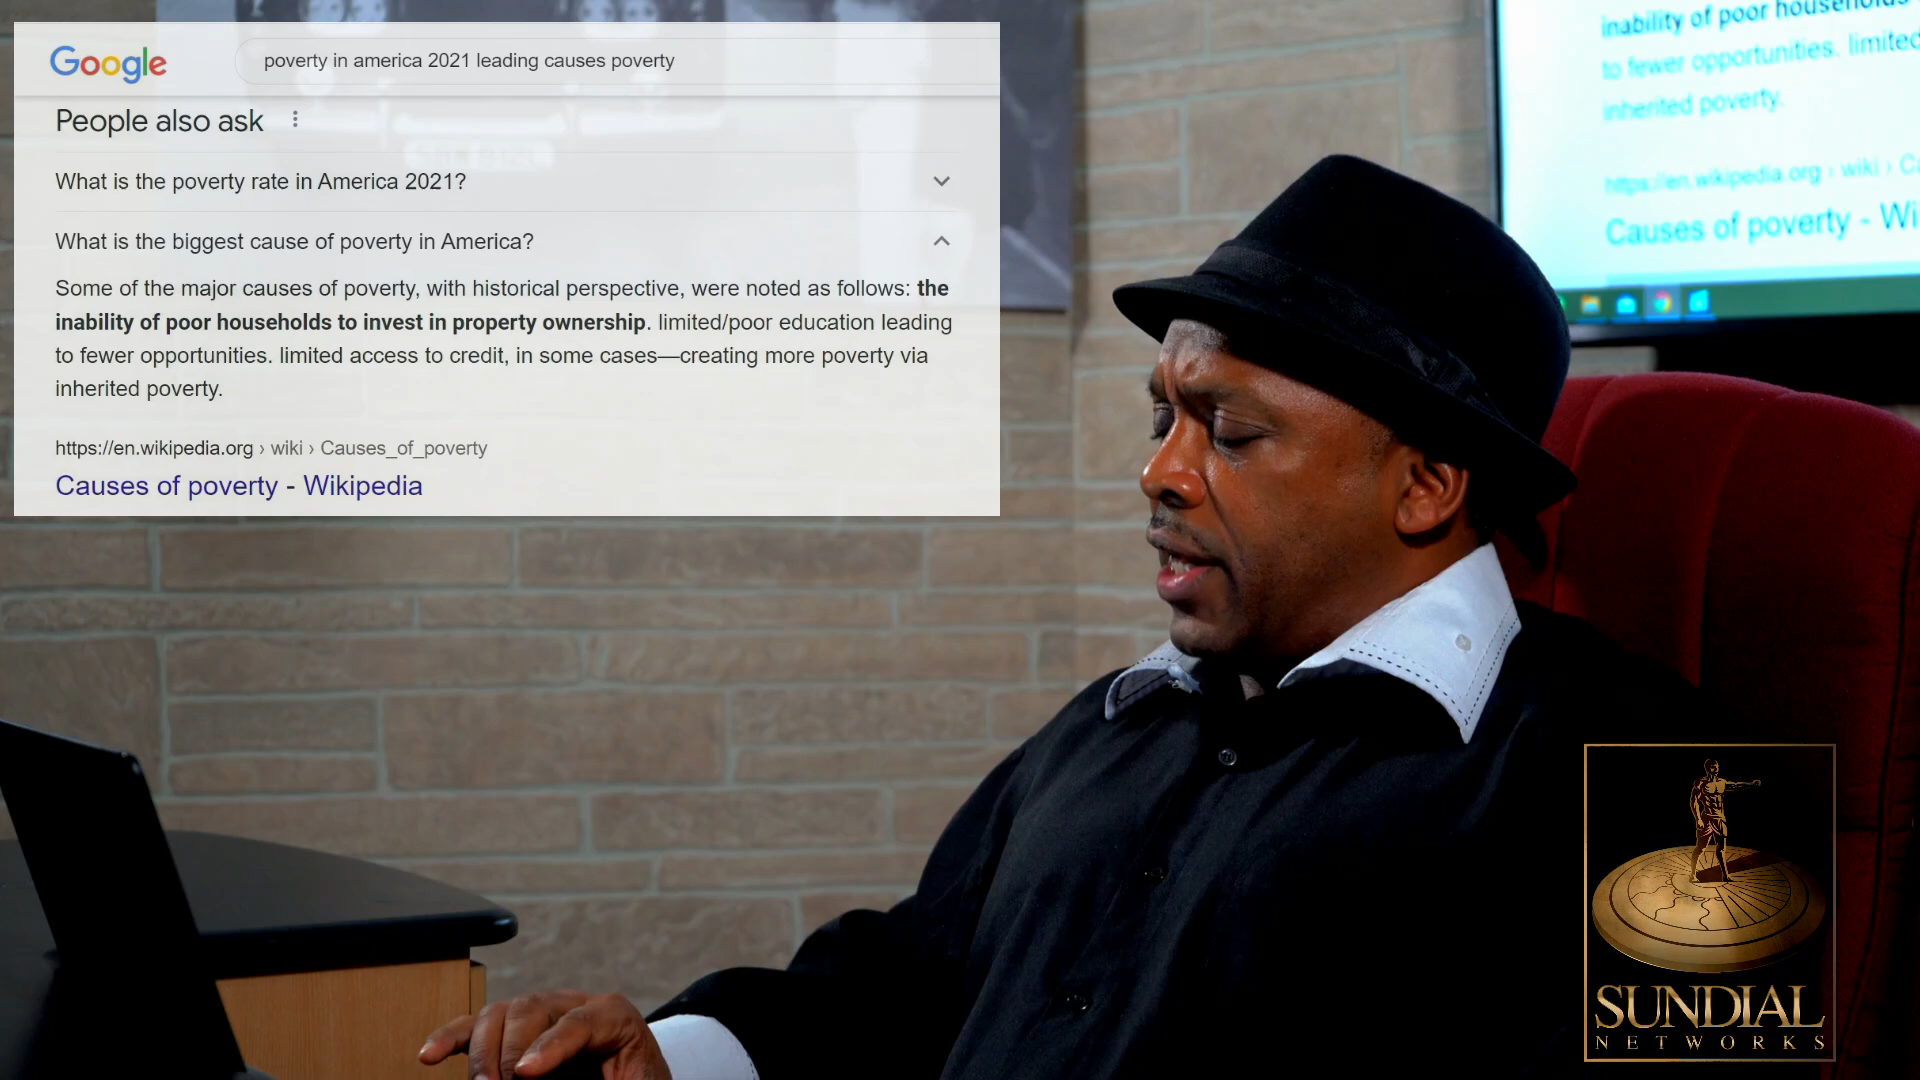 Google
poverty in america 2021 leading causes poverty
People also ask
What is the poverty rate in America 2021?
What is the biggest cause of poverty in America?
Some of the major causes of poverty, with historical perspective, were noted as follows: the
inability of poor households to invest in property ownership. limited/poor education leading
to fewer opportunities. limited access to credit, in some cases—creating more poverty via
inherited poverty.
https://en.wikipedia.org › wiki › Causes_of_poverty
Causes of poverty - Wikipedia
inability of poor households
to fewer opportunities. limited
inherited poverty.
https://en.wikipedia.org › wiki ›
Causes of poverty - Wi
SUNDIAL
NETWORKS